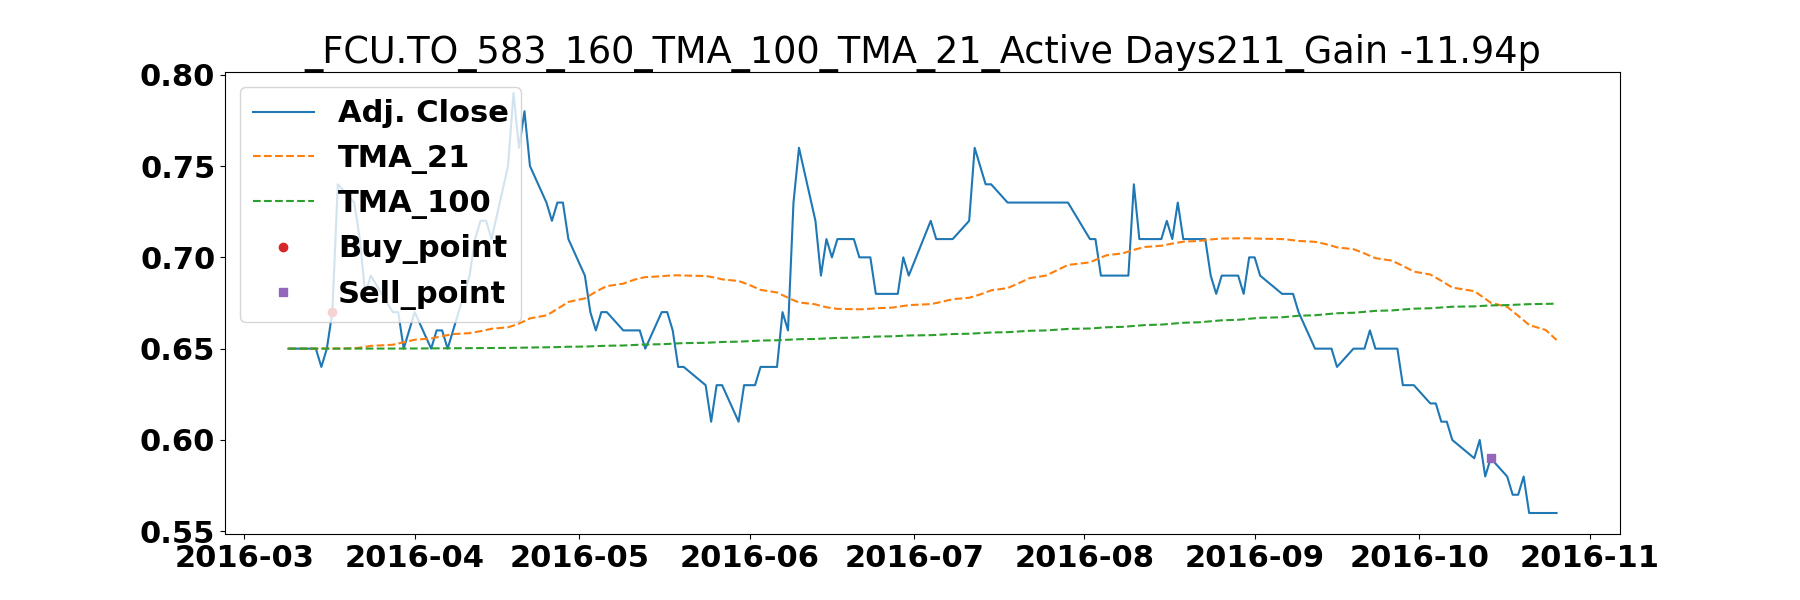 _FCU.TO_583_160_TMA_100_TMA_21_Active Days211_Gain -11.94p
0.80
0.75
0.70
0.65
0.60
0.55
Adj. Close
TMA_21
TMA_100
Buy_point
Sell_point
2016-03 2016-04 2016-05 2016-06 2016-07 2016-08 2016-09 2016-10 2016-11